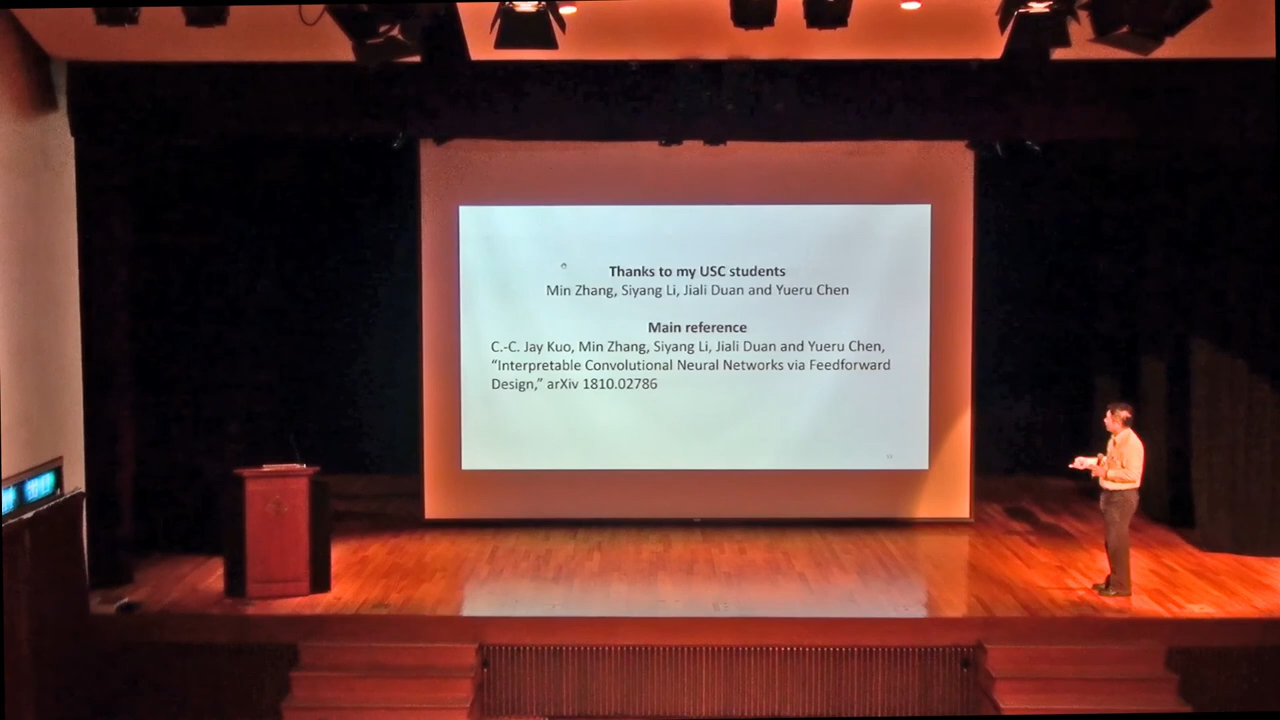 Thanks to my USC students
Min Zhang, Siyang Li, Jiali Duan and Yueru Chen
Main reference
C.-C. Jay Kuo, Min Zhang, Siyang Li, Jiali Duan and Yueru Chen,
“Interpretable Convolutional Neural Networks via Feedforward
Design,” arXiv 1810.02786